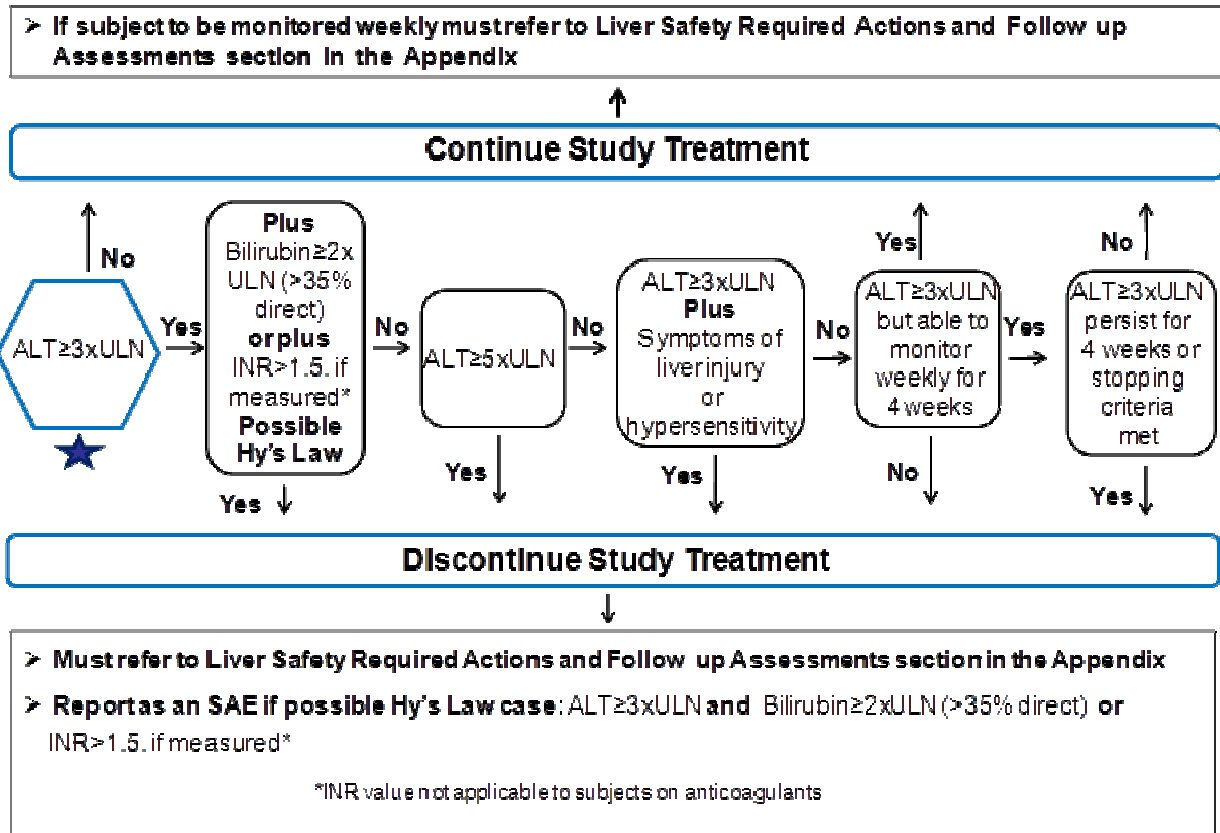 ➢ If subject to be monitored weekly must refer to Liver Safety Required Actions and Follow up
Assessments section in the Appendix
Continue Study Treatment
No
ALT≥3xULN
Yes
Plus
Bilirubin≥2x
ULN (>35%
direct)
or plus
INR>1.5. if
measured*
Possible
Hy's Law
Yes
No
ALT≥5xULN
Yes
No
ALT≥3xULN
Plus
Symptoms of
liver injury
or
hypersensitivity
Yes
No
Yes
ALT≥3xULN
but able to
monitor
weekly for
4 weeks
No
Yes
No
ALT≥3xULN
persist for
4 weeks or
stopping
criteria
met
Yes
Discontinue Study Treatment
➢ Must refer to Liver Safety Required Actions and Follow up Assessments section in the Appendix
➢ Report as an SAE if possible Hy's Law case: ALT≥3xULN and Bilirubin≥2xULN (>35% direct) or
INR>1.5. if measured*
*INR value not applicable to subjects on anticoagulants